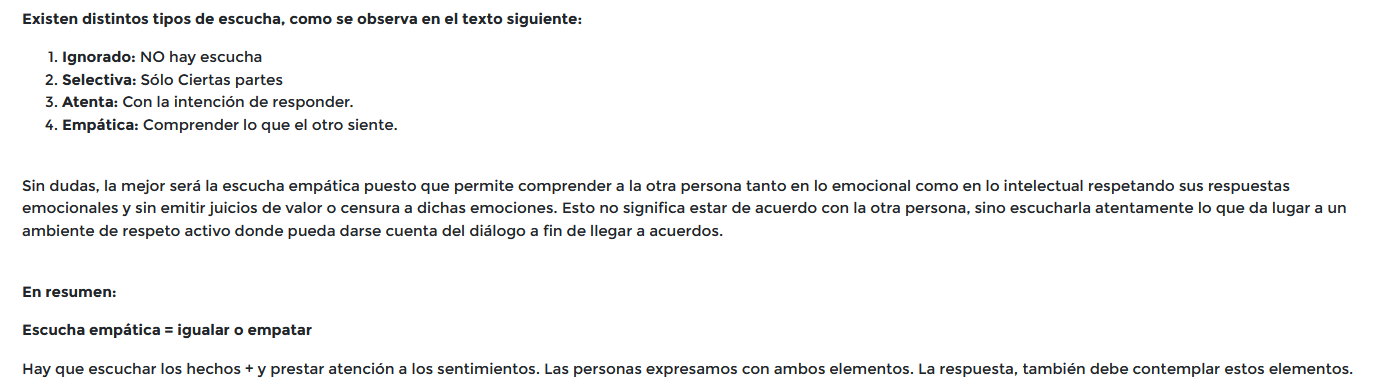 Existen distintos tipos de escucha, como se observa en el texto siguiente:
1. Ignorado: NO hay escucha
2. Selectiva: Sólo Ciertas partes
3. Atenta: Con la intención de responder.
4. Empática: Comprender lo que el otro siente.
Sin dudas, la mejor será la escucha empática puesto que permite comprender a la otra persona tanto en lo emocional como en lo intelectual respetando sus respuestas
emocionales y sin emitir juicios de valor o censura a dichas emociones. Esto no significa estar de acuerdo con la otra persona, sino escucharla atentamente lo que da lugar a un
ambiente de respeto activo donde pueda darse cuenta del diálogo a fin de llegar a acuerdos.
En resumen:
Escucha empática = igualar o empatar
Hay que escuchar los hechos + y prestar atención a los sentimientos. Las personas expresamos con ambos elementos. La respuesta, también debe contemplar estos elementos.